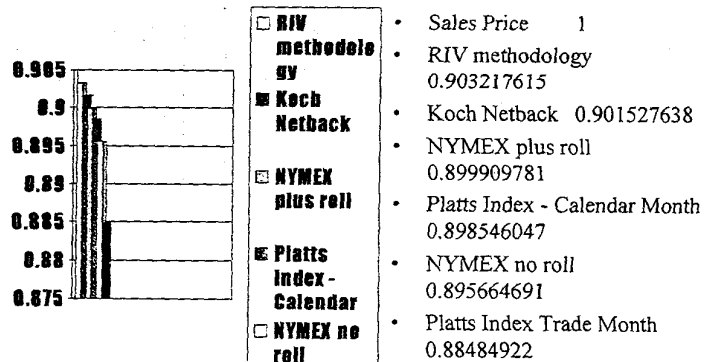 0.905
0.9
0.895
0.89
0.885
0.88
0.875
RIV
methodolo
gy
Koch
Netback
NYMEX
plus roll
Platts
Index -
Calendar
NYMEX no
roll
• Sales Price 1
• RIV methodology
0.903217615
• Koch Netback 0.901527638
• NYMEX plus roll
0.899909781
• Platts Index - Calendar Month
0.898546047
• NYMEX no roll
0.895664691
• Platts Index Trade Month
0.88484922